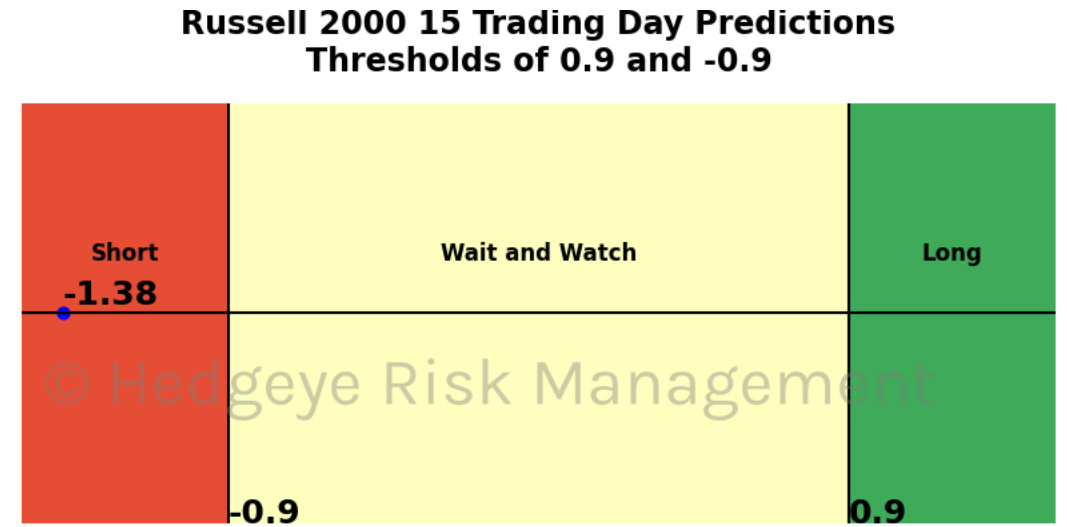 Russell 2000 15 Trading Day Predictions
Thresholds of 0.9 and -0.9
Short
Wait and Watch
Long
-1.38
© Hedgeye Risk Management
-0.9
0.9